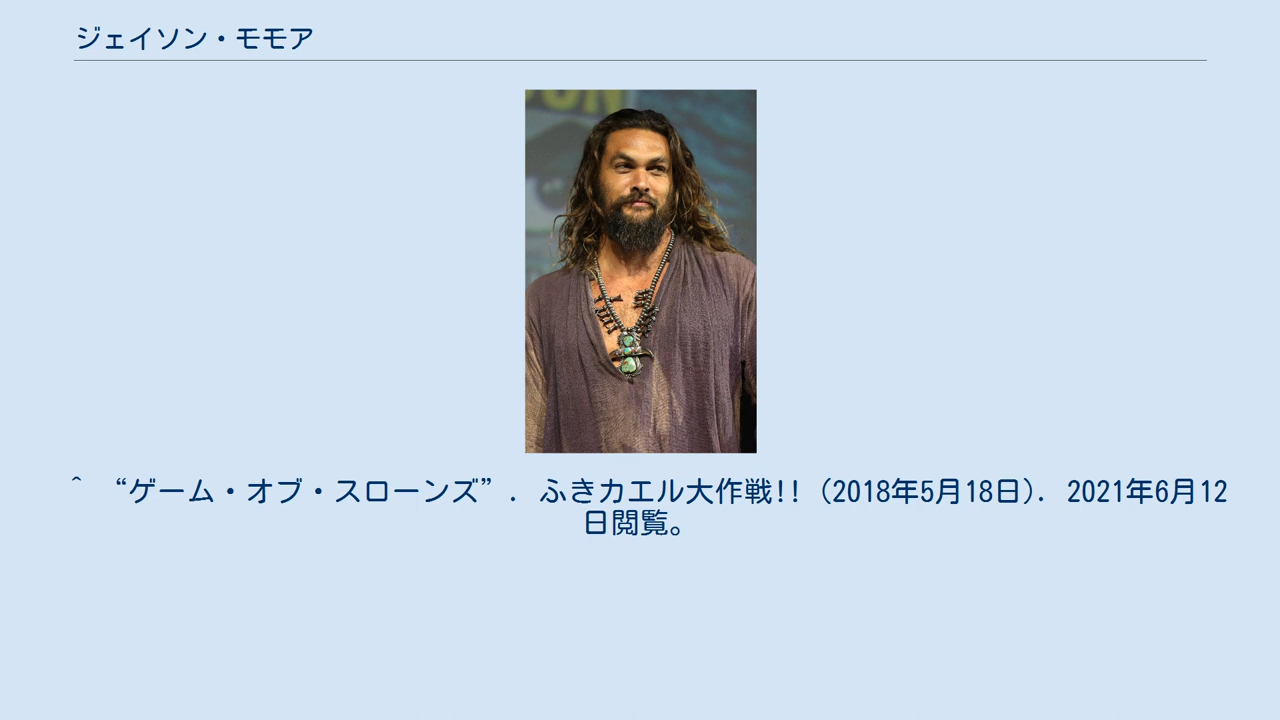 ジェイソン・モモア
^ “ゲーム・オブ・スローンズ”. ふきカエル大作戦!! (2018年5月18日). 2021年6月12
日閲覧。